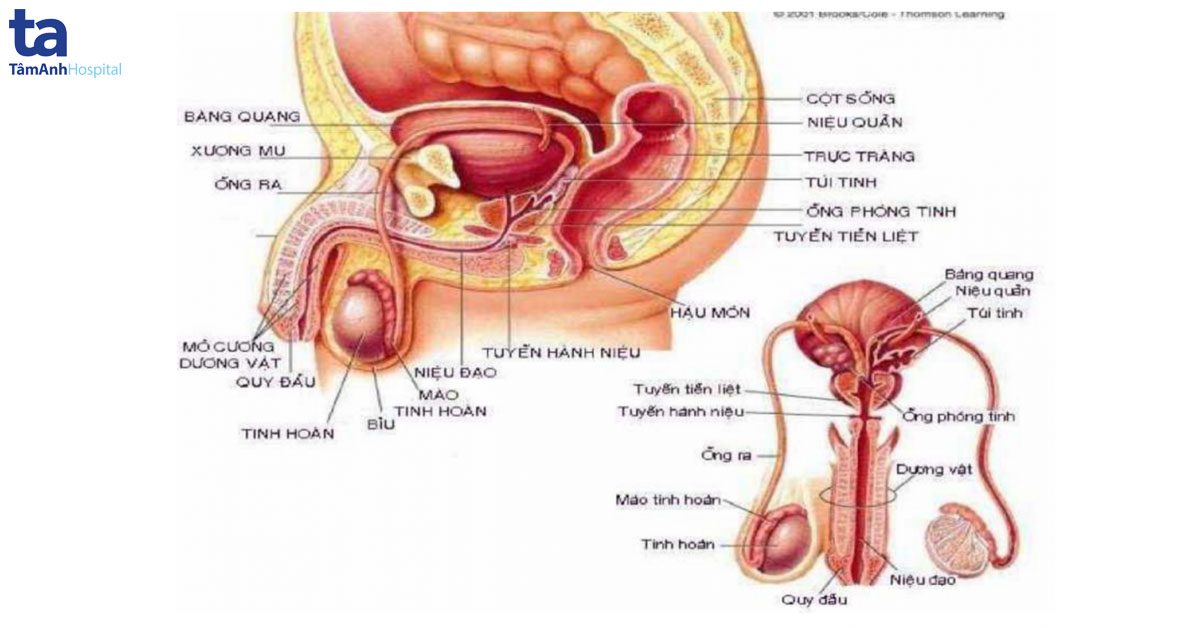 ta
TâmAnhHospital
© 2001 Brooks/Cole - Thomson Learning
BÀNG QUANG
XƯƠNG MU
ỐNG RA
MÔ CƯƠNG
DƯƠNG VẬT
QUY ĐẦU
TINH HOÀN
BÌU
MÀO
TINH HOÀN
NIỆU ĐẠO
TUYẾN HÀNH NIỆU
CỘT SỐNG
NIỆU QUẢN
TRỰC TRÀNG
TÚI TINH
ỐNG PHÓNG TINH
TUYẾN TIỀN LIỆT
HẬU MÔN
Bàng quang
Niệu quản
Túi tinh
Tuyến tiền liệt
Tuyến hành niệu
Ống phóng tinh
Ống ra
Dương vật
Mào tinh hoàn
Tinh hoàn
Niệu đạo
Quy đầu